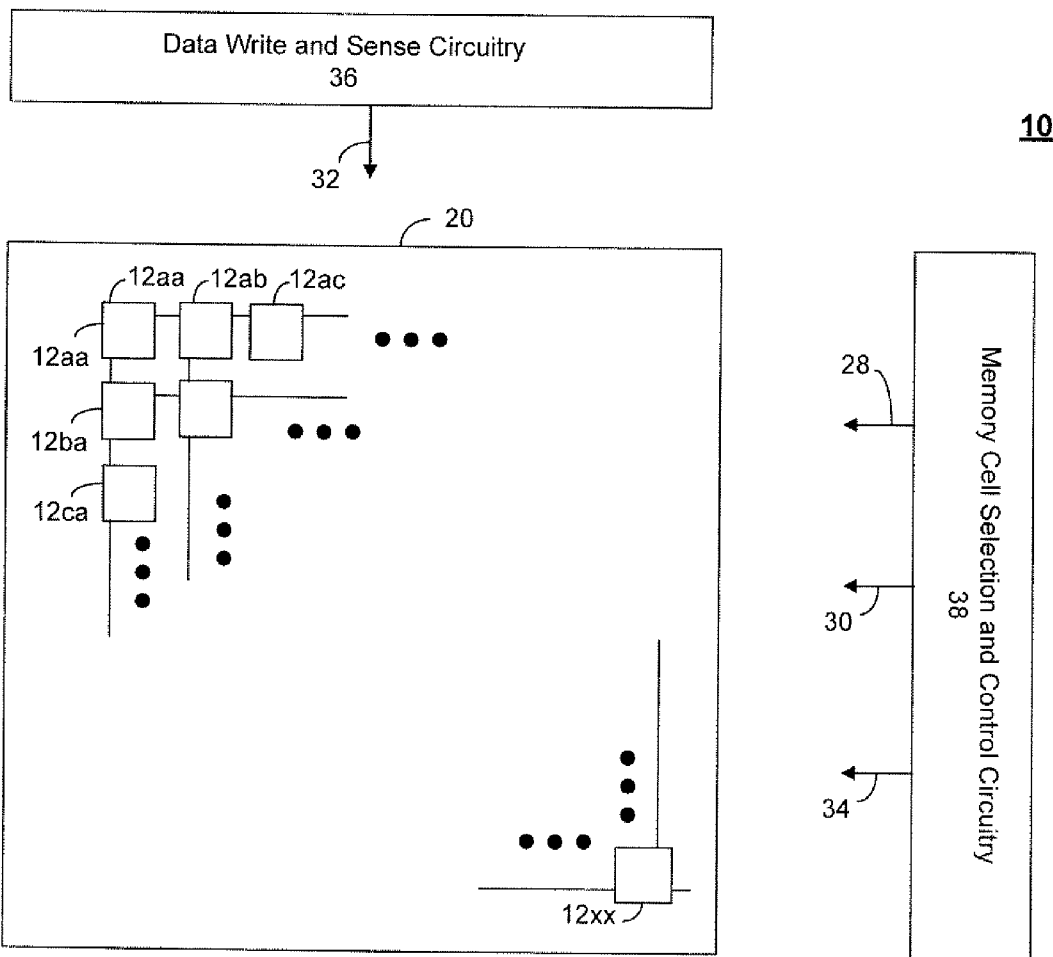 Data Write and Sense Circuitry
36
10
32
20
12aa 12ab 12ac
12aa
12ba
12ca
12xx
28
30
34
Memory Cell Selection and Control Circuitry
38